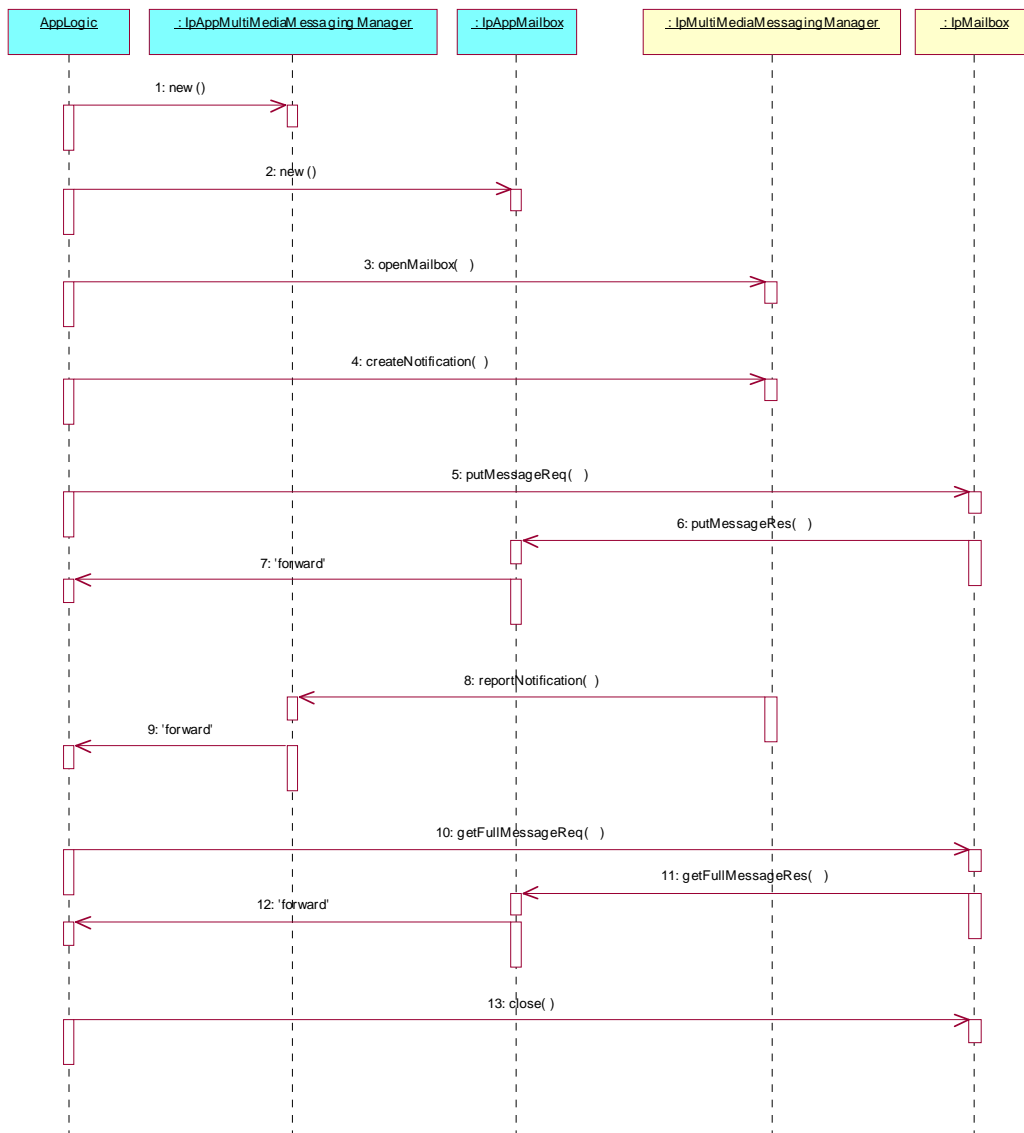 AppLogic
: IpAppMultiMediaMessaging Manager
: IpAppMailbox
: IpMultiMediaMessagingManager
: IpMailbox
1: new ()
2: new ()
3: openMailbox( )
4: createNotification( )
5: putMessageReq( )
6: putMessageRes( )
7: 'forward'
8: reportNotification( )
9: 'forward'
10: getFullMessageReq( )
11: getFullMessageRes( )
12: 'forward'
13: close( )